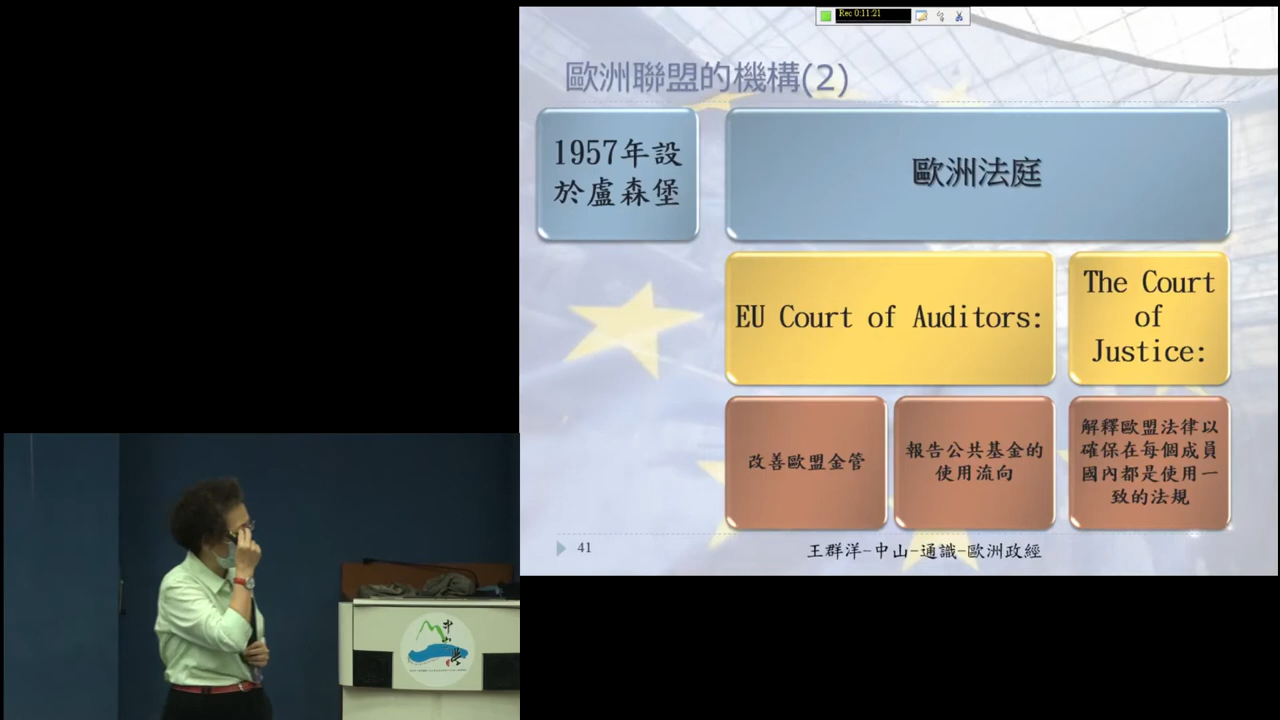 Rec 0:11:21
歐洲聯盟的機構(2)
1957年設
於盧森堡
歐洲法庭
EU Court of Auditors:
The Court
of
Justice:
改善歐盟金管
報告公共基金的
使用流向
解釋歐盟法律以
確保在每個成員
國內都是使用一
致的法規
41
王群洋-中山-通識-歐洲政經
中山